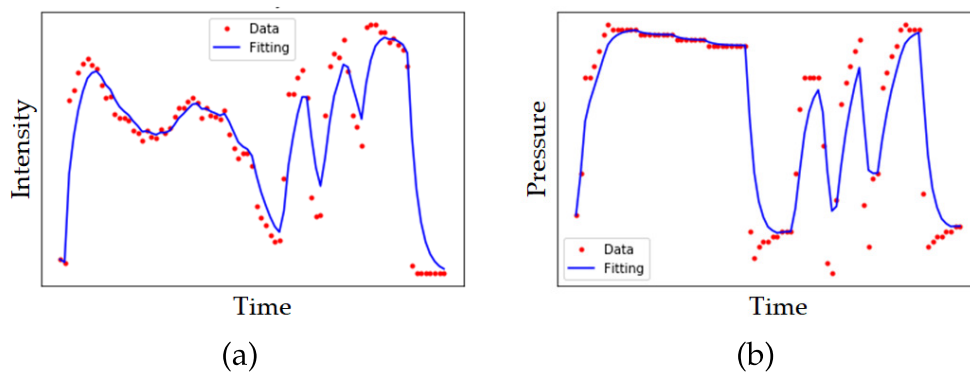 Data
Fitting
Intensity
Time
(a)
Data
Fitting
Pressure
Time
(b)